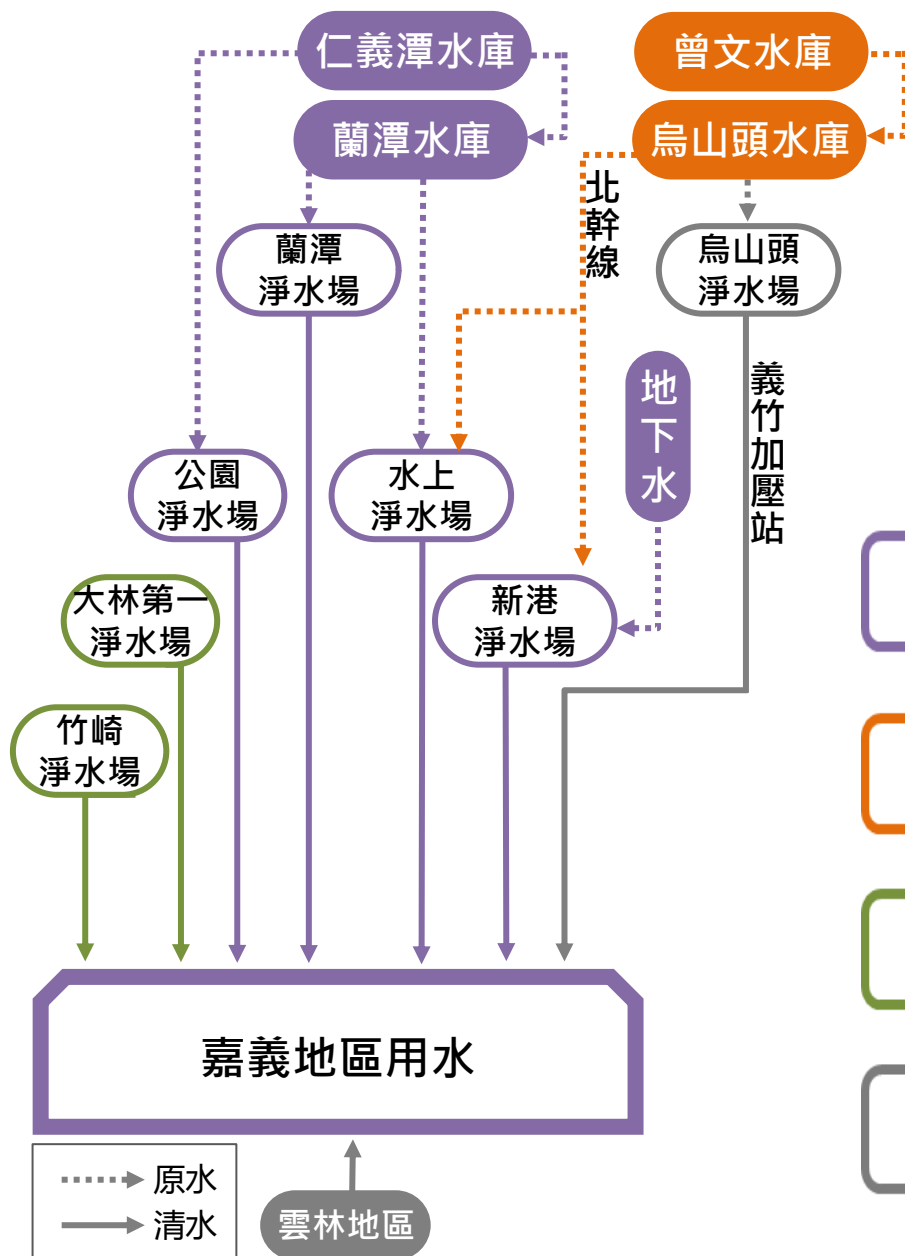 仁義潭水庫
曾文水庫
蘭潭水庫
烏山頭水庫
北幹線
蘭潭
淨水場
烏山頭
淨水場
義竹加壓站
地下水
公園
淨水場
水上
淨水場
大林第一
淨水場
新港
淨水場
竹崎
淨水場
嘉義地區用水
原水
清水
雲林地區